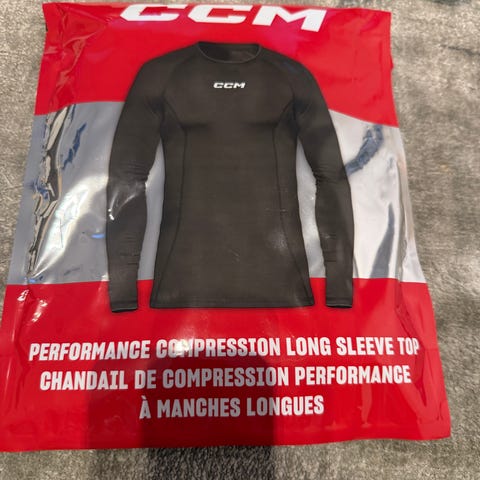 CCM
CCM
PERFORMANCE COMPRESSION LONG SLEEVE TOP
CHANDAIL DE COMPRESSION PERFORMANCE
À MANCHES LONGUES